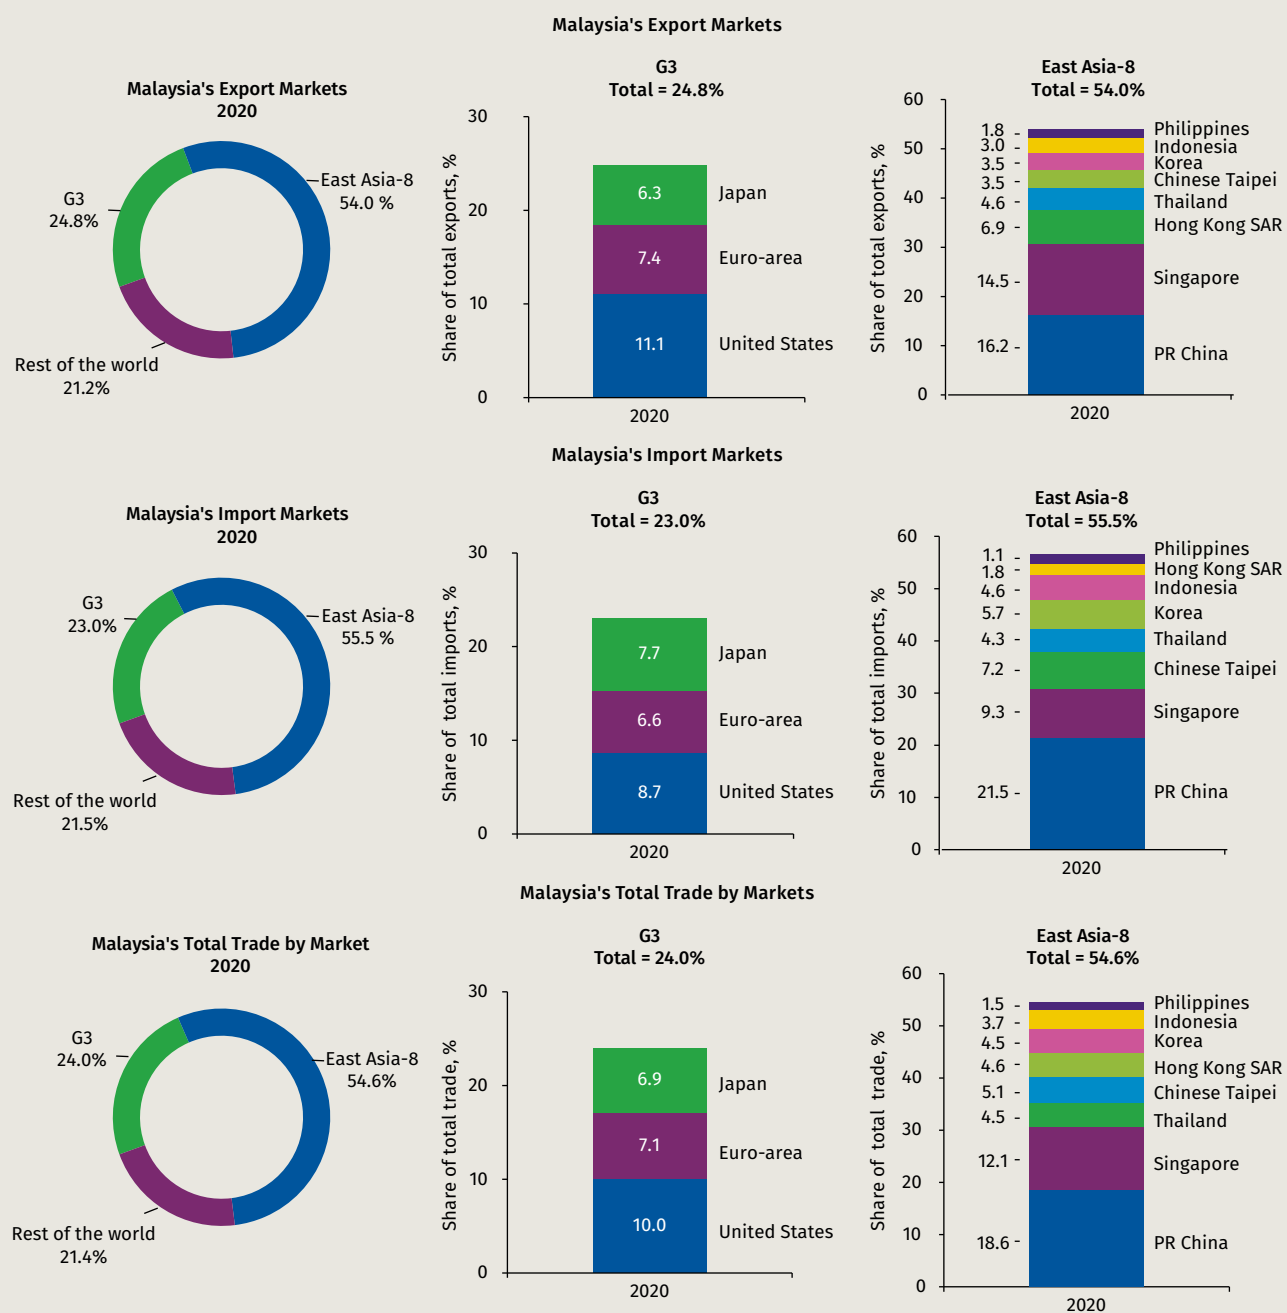 Malaysia's Export Markets
Malaysia's Export Markets
2020
G3
24.8%
East Asia-8
54.0 %
Rest of the world
21.2%
G3
Total = 24.8%
Share of total exports, %
30
20
10
0
6.3
Japan
7.4
Euro-area
11.1
United States
2020
East Asia-8
Total = 54.0%
Share of total exports, %
60
50
40
30
20
10
0
1.8 - Philippines
3.0 - Indonesia
3.5 - Korea
3.5 - Chinese Taipei
4.6 - Thailand
6.9 - Hong Kong SAR
14.5 - Singapore
16.2 - PR China
2020
Malaysia's Import Markets
Malaysia's Import Markets
2020
G3
23.0%
East Asia-8
55.5 %
Rest of the world
21.5%
G3
Total = 23.0%
Share of total imports, %
30
20
10
0
7.7
Japan
6.6
Euro-area
8.7
United States
2020
East Asia-8
Total = 55.5%
Share of total imports, %
60
50
40
30
20
10
0
1.1 - Philippines
1.8 - Hong Kong SAR
4.6 - Indonesia
5.7 - Korea
4.3 - Thailand
7.2 - Chinese Taipei
9.3 - Singapore
21.5 - PR China
2020
Malaysia's Total Trade by Markets
Malaysia's Total Trade by Market
2020
G3
24.0%
East Asia-8
54.6%
Rest of the world
21.4%
G3
Total = 24.0%
Share of total trade, %
30
20
10
0
6.9
Japan
7.1
Euro-area
10.0
United States
2020
East Asia-8
Total = 54.6%
Share of total trade, %
60
50
40
30
20
10
0
1.5 - Philippines
3.7 - Indonesia
4.5 - Korea
4.6 - Hong Kong SAR
5.1 - Chinese Taipei
4.5 - Thailand
12.1 - Singapore
18.6 - PR China
2020